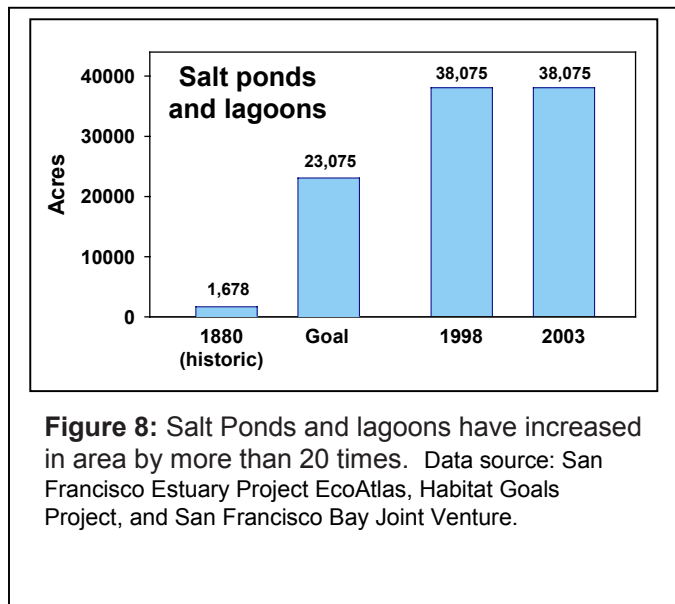 Salt ponds
and lagoons
Acres
40000
30000
20000
10000
0
1,678
23,075
38,075
38,075
1880
(historic)
Goal
1998
2003
Figure 8: Salt Ponds and lagoons have increased
in area by more than 20 times. Data source: San
Francisco Estuary Project EcoAtlas, Habitat Goals
Project, and San Francisco Bay Joint Venture.